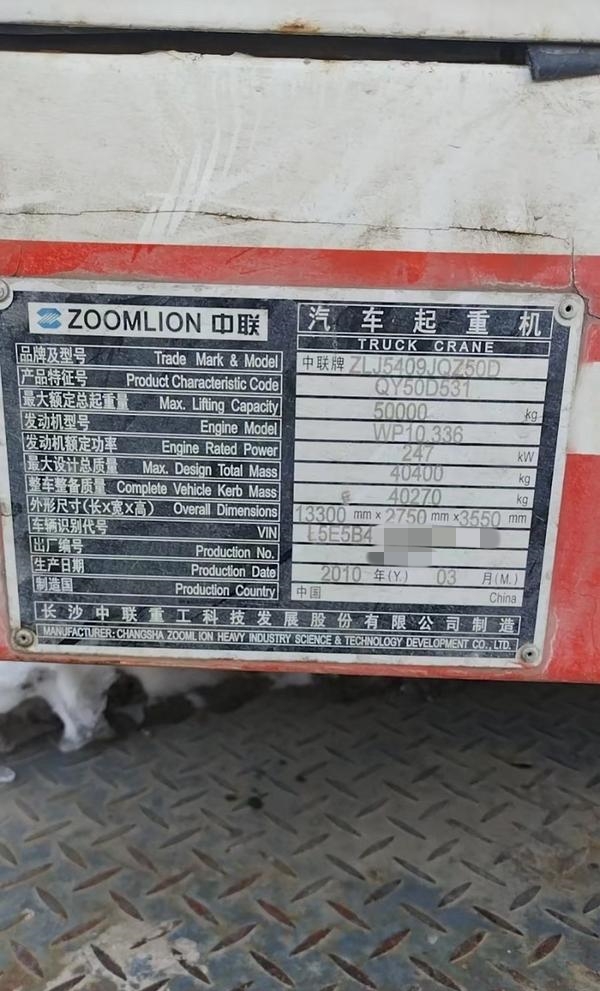 ZOOMLION 中联
汽车起重机
TRUCK CRANE
品牌及型号 Trade Mark & Model 中联牌 ZLJ5409JQZ50D
产品特征号 Product Characteristic Code QY50D531
最大额定总起重量 Max. Lifting Capacity 50000 kg
发动机型号 Engine Model WP10.336
发动机额定功率 Engine Rated Power 247 kW
最大设计总质量 Max. Design Total Mass 40400 kg
整车整备质量 Complete Vehicle Kerb Mass 40270 kg
外形尺寸(长X宽X高) Overall Dimensions 13300 mm × 2750 mm ×3550 mm
车辆识别代号 VIN L5E5B4
出厂编号 Production No.
生产日期 Production Date 2010 年(Y.) 03 月(M.)
制造国 Production Country 中国 China
长沙中联重工科技发展股份有限公司制造
MANUFACTURER: CHANGSHA ZOOMLION HEAVY INDUSTRY SCIENCE & TECHNOLOGY DEVELOPMENT CO., LTD.